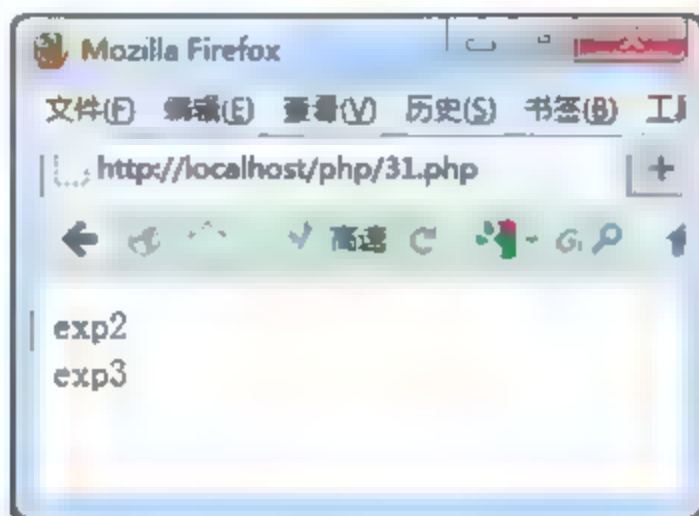 Mozilla Firefox
文件(F) 编辑(E) 查看(V) 历史(S) 书签(B)
http://localhost/php/31.php +
高速 G
exp2
exp3